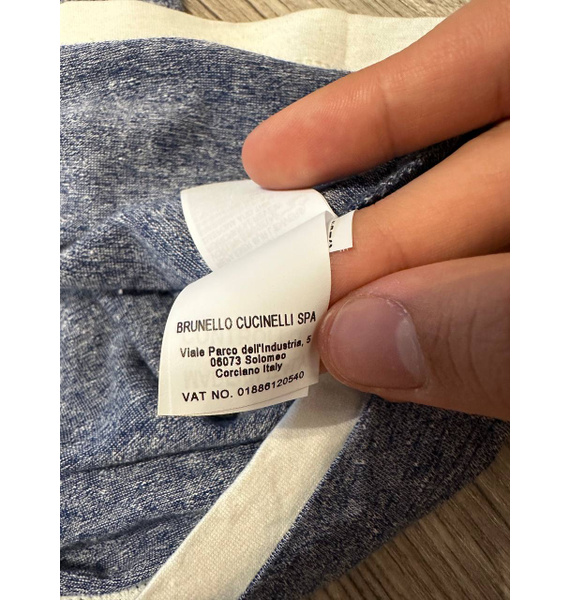 BRUNELLO CUCINELLI SPA
Viale Parco dell'Industria, 5
06073 Solomeo
Corciano Italy
VAT NO. 01886120540